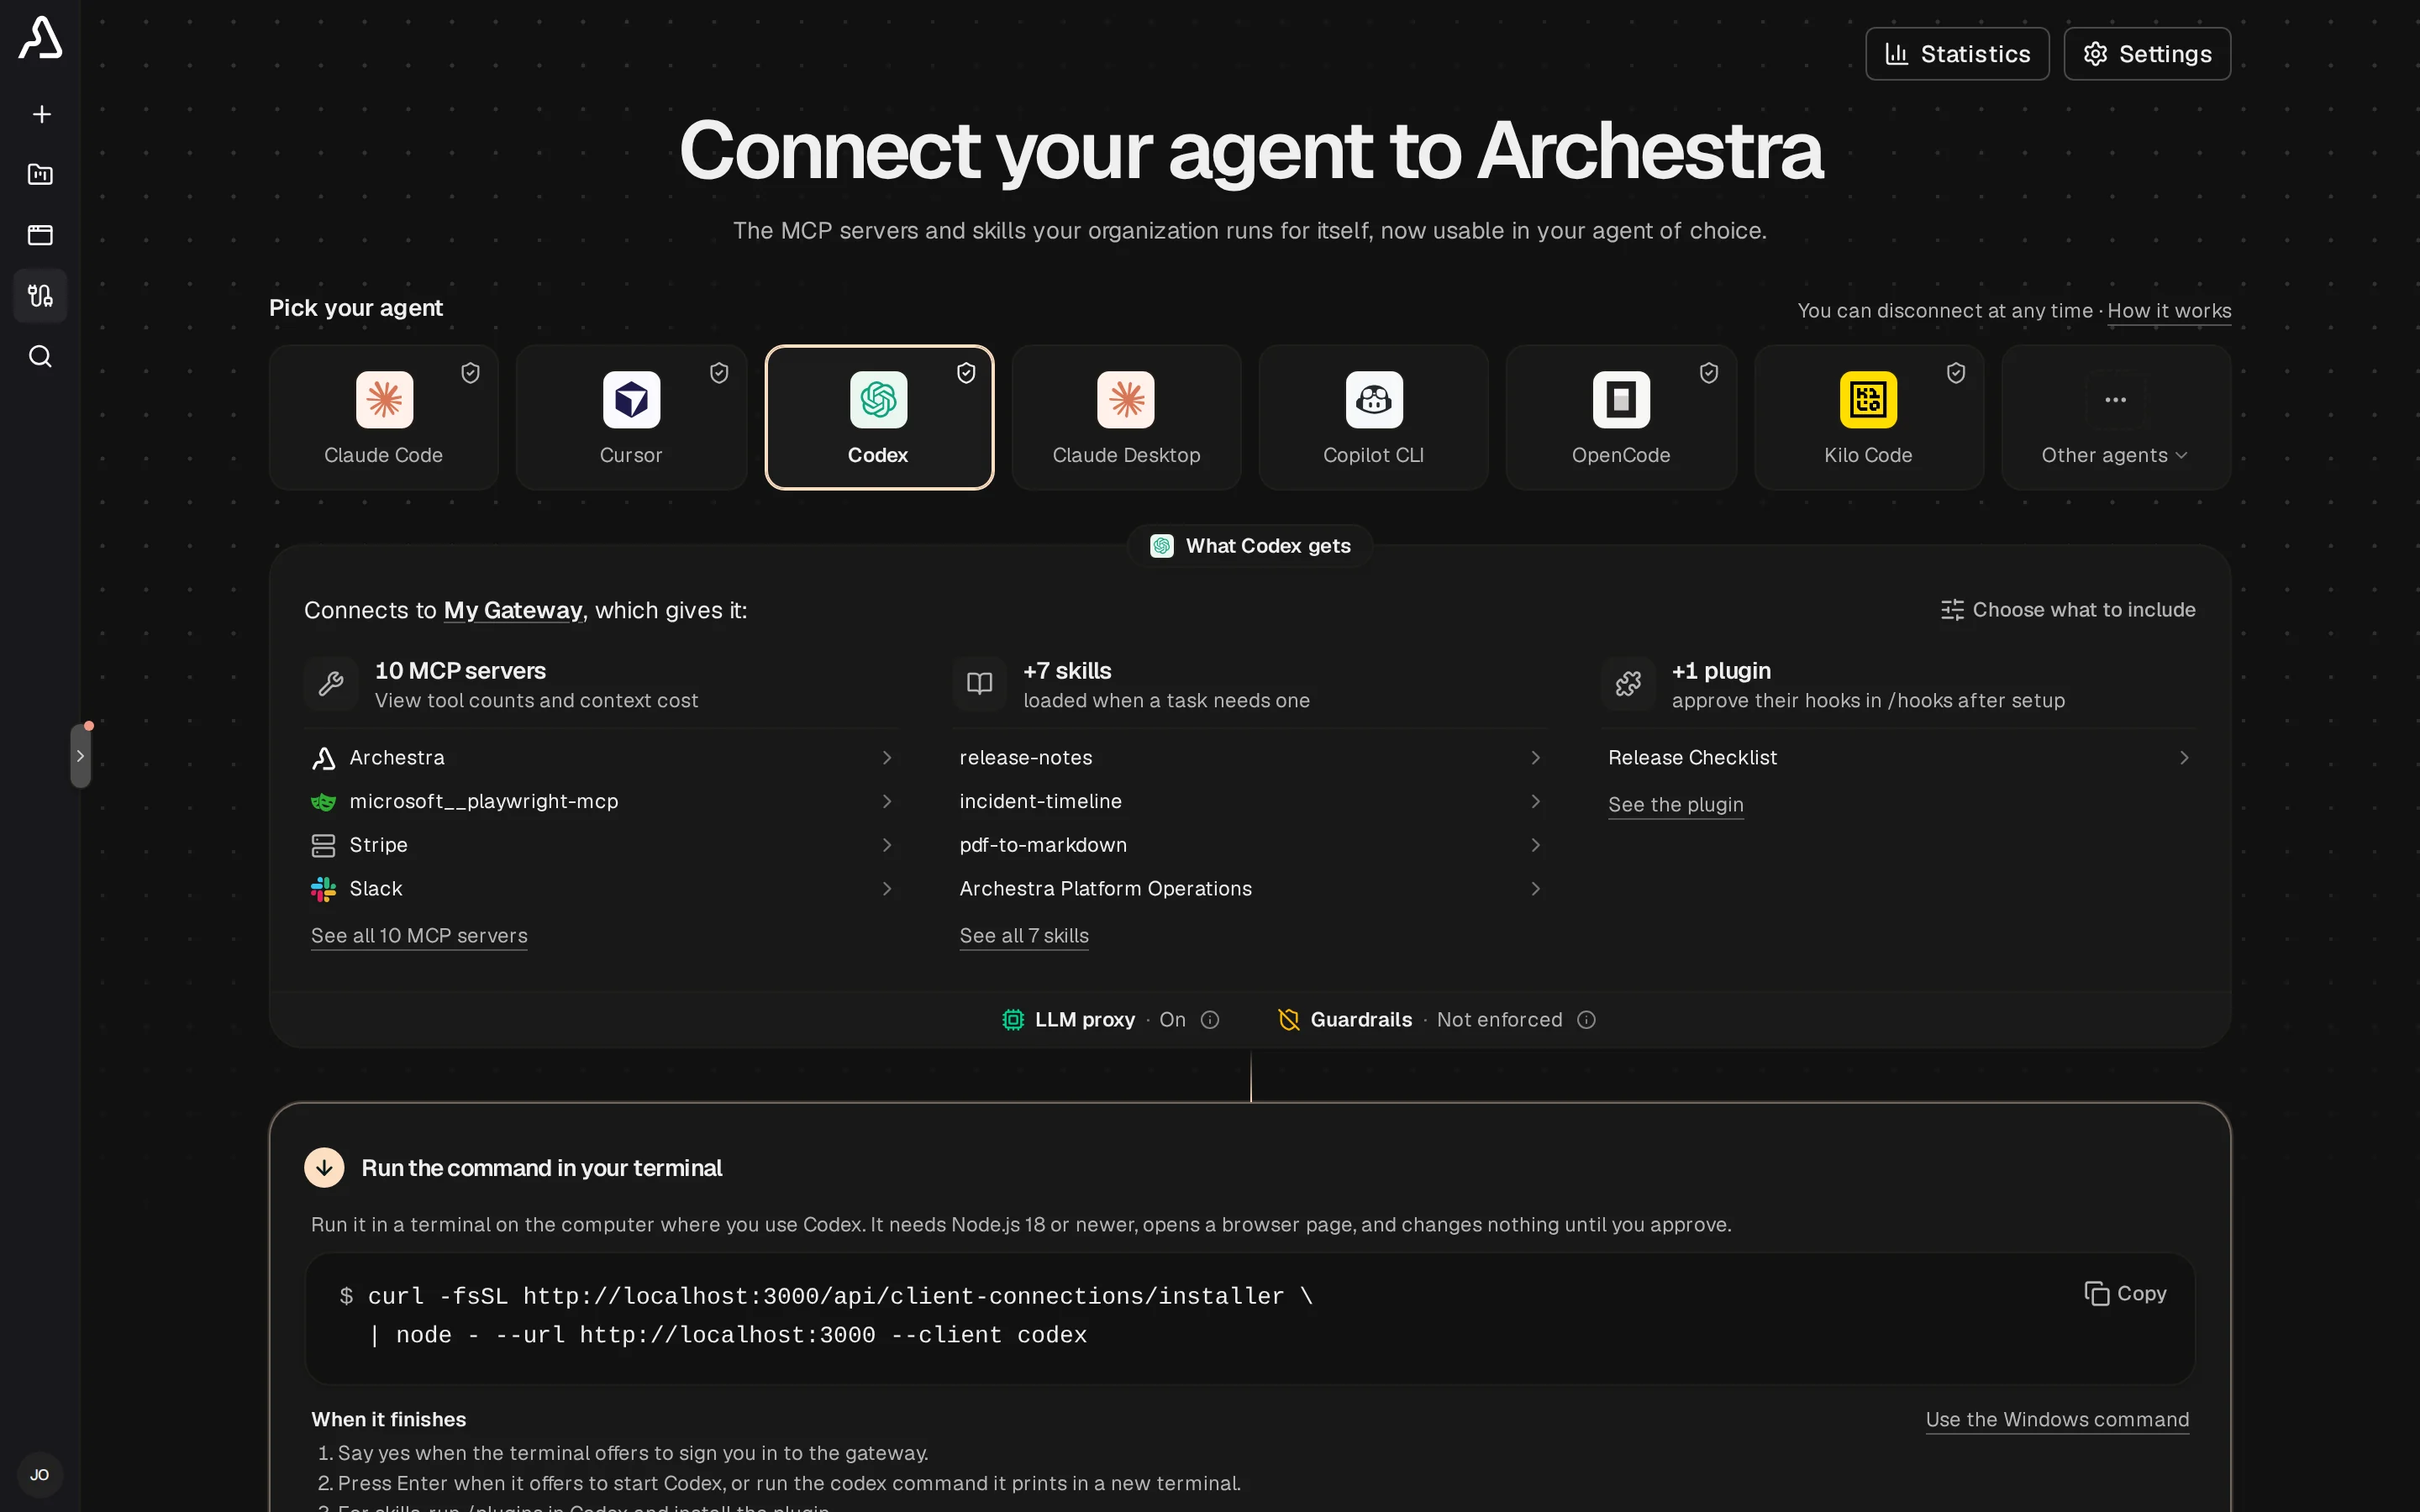 Statistics
Settings
Connect your agent to Archestra
The MCP servers and skills your organization runs for itself, now usable in your agent of choice.
Pick your agent
You can disconnect at any time · How it works
Claude Code
Cursor
Codex
Claude Desktop
Copilot CLI
OpenCode
Kilo Code
Other agents
What Codex gets
Connects to My Gateway, which gives it:
Choose what to include
10 MCP servers
View tool counts and context cost
Archestra
microsoft__playwright-mcp
Stripe
Slack
See all 10 MCP servers
+7 skills
loaded when a task needs one
release-notes
incident-timeline
pdf-to-markdown
Archestra Platform Operations
See all 7 skills
+1 plugin
approve their hooks in /hooks after setup
Release Checklist
See the plugin
LLM proxy · On
Guardrails · Not enforced
Run the command in your terminal
Run it in a terminal on the computer where you use Codex. It needs Node.js 18 or newer, opens a browser page, and changes nothing until you approve.
$ curl -fsSL http://localhost:3000/api/client-connections/installer \
| node - --url http://localhost:3000 --client codex
Copy
When it finishes
Use the Windows command
1. Say yes when the terminal offers to sign you in to the gateway.
2. Press Enter when it offers to start Codex, or run the codex command it prints in a new terminal.
3. For skills, run /plugins in Codex and install the plugin.
JO